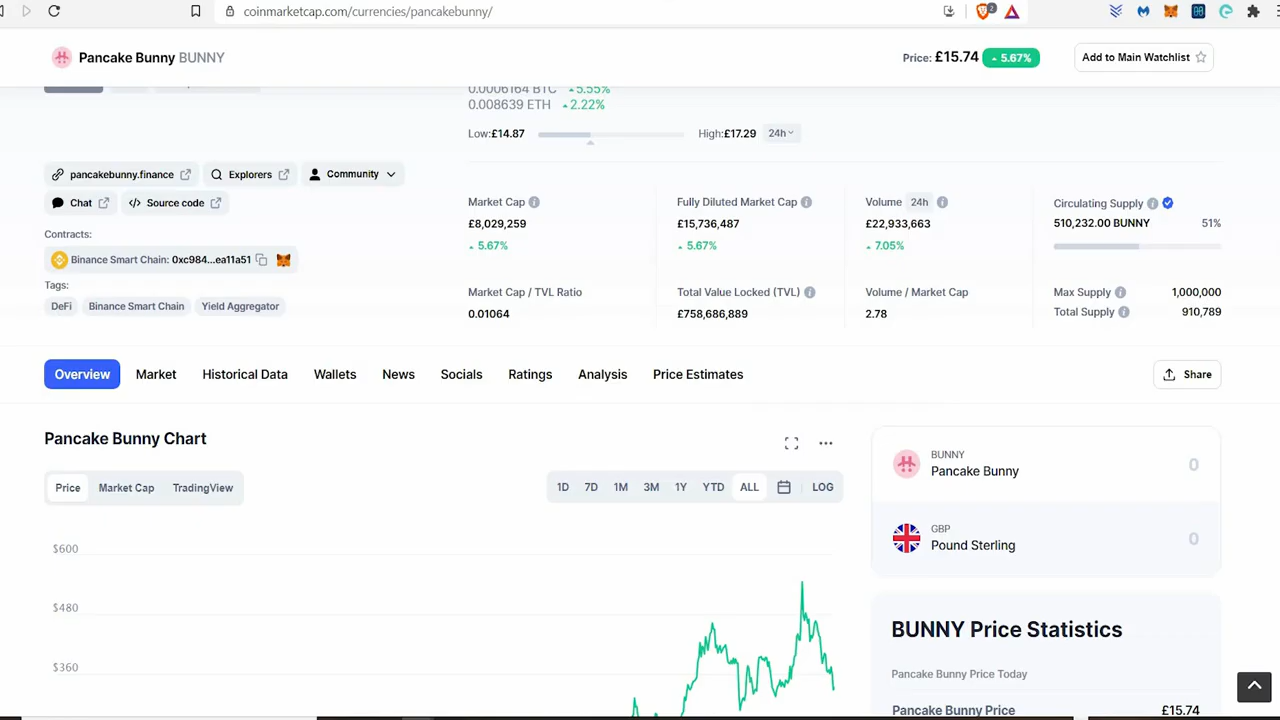 coinmarketcap.com/currencies/pancakebunny/
2
Pancake Bunny BUNNY
Price: £15.74 5.67%
Add to Main Watchlist
0.0006164 BTC 5.55%
0.008639 ETH 2.22%
Low:£14.87 High:£17.29 24h
pancakebunny.finance Explorers Community
Chat Source code
Contracts:
Binance Smart Chain: 0xc984...ea11a51
Tags:
DeFi Binance Smart Chain Yield Aggregator
Market Cap
£8,029,259
5.67%
Fully Diluted Market Cap
£15,736,487
5.67%
Volume 24h
£22,933,663
7.05%
Circulating Supply
510,232.00 BUNNY 51%
Market Cap / TVL Ratio
0.01064
Total Value Locked (TVL)
£758,686,889
Volume / Market Cap
2.78
Max Supply 1,000,000
Total Supply 910,789
Overview Market Historical Data Wallets News Socials Ratings Analysis Price Estimates
Share
Pancake Bunny Chart
Price Market Cap TradingView
1D 7D 1M 3M 1Y YTD ALL LOG
$600
$480
$360
BUNNY
Pancake Bunny 0
GBP
Pound Sterling 0
BUNNY Price Statistics
Pancake Bunny Price Today
Pancake Bunny Price £15.74